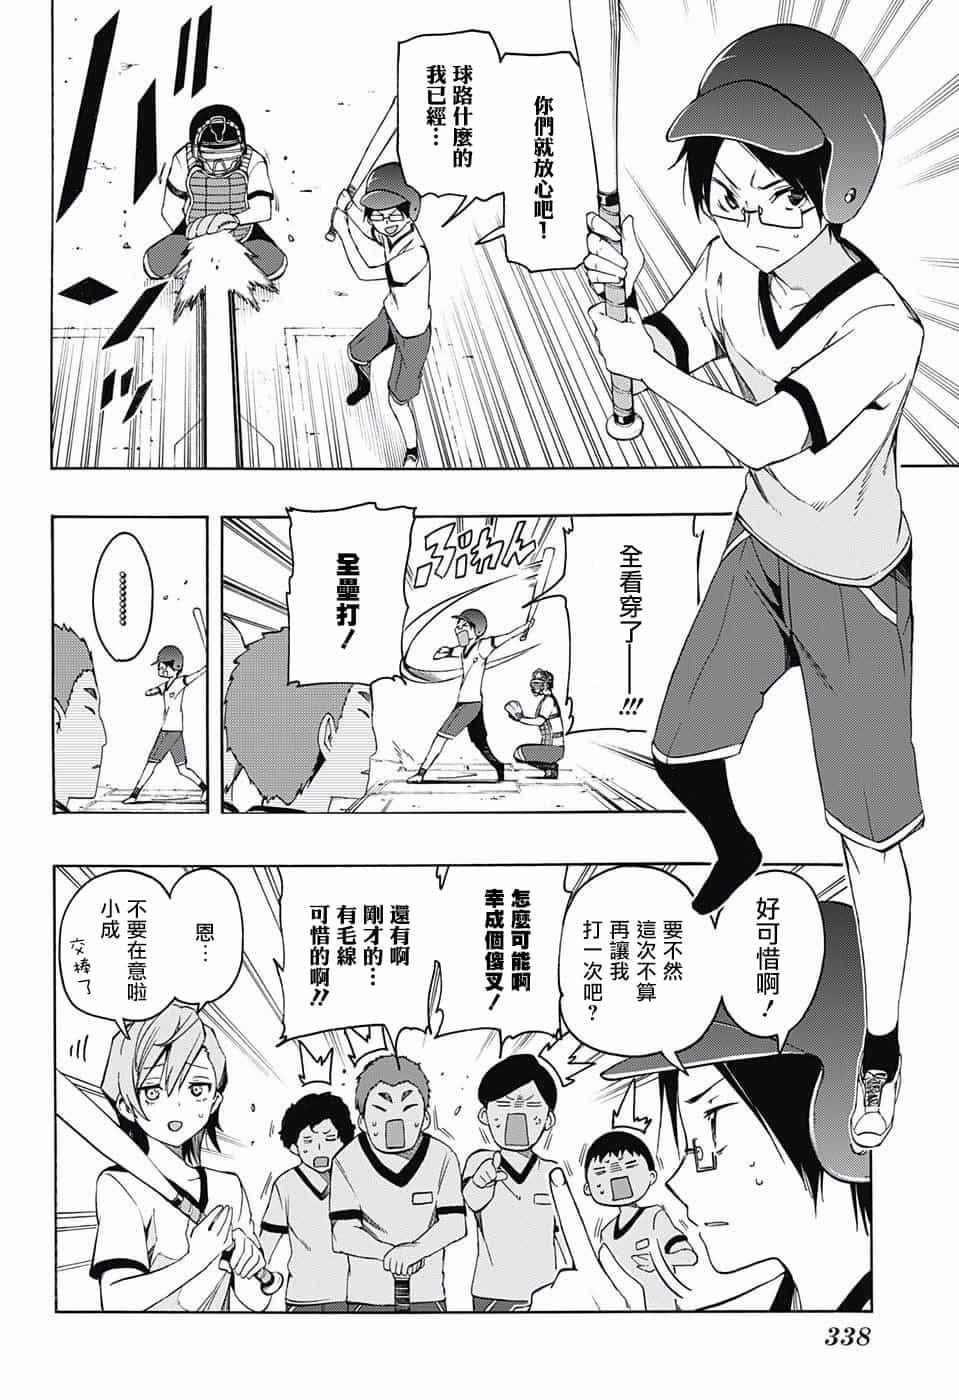 你們就放心吧！
球路什麼的
我已經…
全看穿了
——!!!
ぶわん
全壘打！
…………
好可惜啊！
要不然
這次不算
再讓我
打一次吧？
怎麼可能啊
幸成個傻叉！
還有啊
剛才的…
有毛線
可惜的啊!?
恩…
不要在意啦
小成
交棒了
338